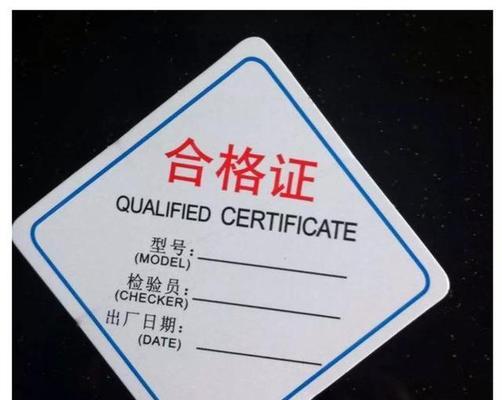 合格证
QUALIFIED CERTIFICATE
型号:
(MODEL)
检验员:
(CHECKER)
出厂日期:
(DATE)